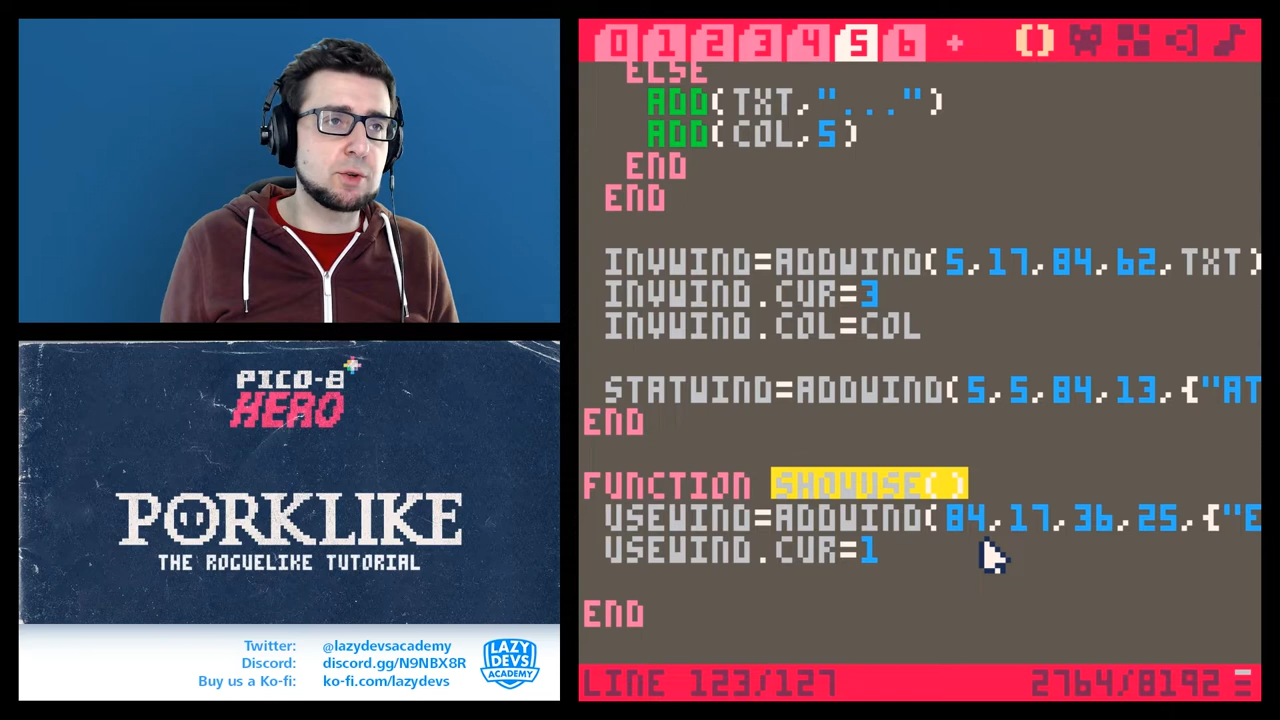 0 1 2 3 4 5 6 +
ELSE
ADD(TXT,"...")
ADD(COL,5)
END
END
INVWIND=ADDWIND(5,17,84,62,TXT)
INVWIND.CUR=3
INVWIND.COL=COL
STATWIND=ADDWIND(5,5,84,13,{"AT
END
FUNCTION SHOWUSE()
USEWIND=ADDWIND(84,17,36,25,{"E
USEWIND.CUR=1
END
LINE 123/127 2764/8192
PICO-8
HERO
PORKLIKE
THE ROGUELIKE TUTORIAL
Twitter: @lazydevsacademy
Discord: discord.gg/N9NBX8R
Buy us a Ko-fi: ko-fi.com/lazydevs
LAZY
DEVS
ACADEMY